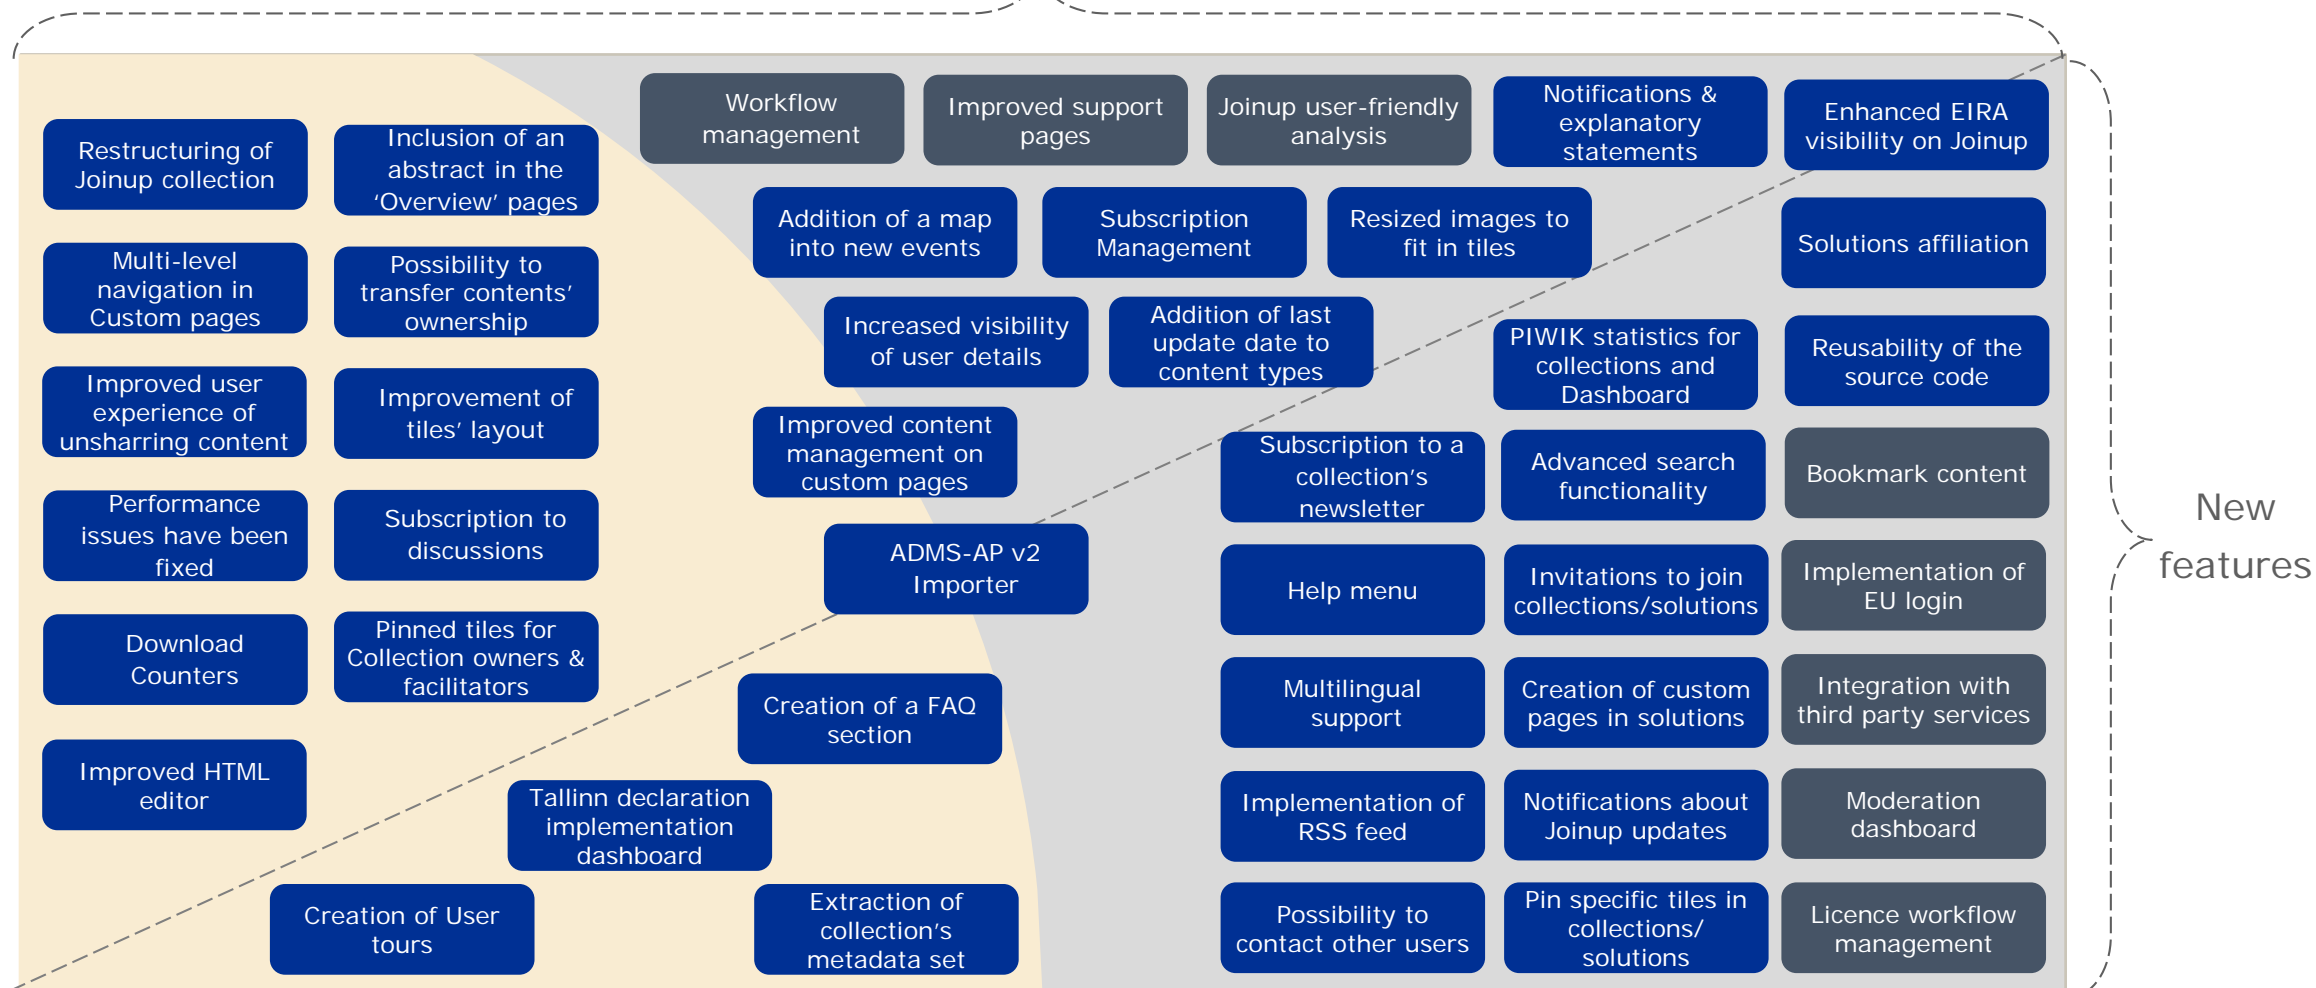 Restructuring of
Joinup collection
Inclusion of an
abstract in the
‘Overview’ pages
Workflow
management
Improved support
pages
Joinup user-friendly
analysis
Notifications &
explanatory
statements
Enhanced EIRA
visibility on Joinup
Multi-level
navigation in
Custom pages
Possibility to
transfer contents’
ownership
Addition of a map
into new events
Subscription
Management
Resized images to
fit in tiles
Solutions affiliation
Increased visibility
of user details
Addition of last
update date to
content types
PIWIK statistics for
collections and
Dashboard
Reusability of the
source code
Improved user
experience of
unsharring content
Improvement of
tiles’ layout
Improved content
management on
custom pages
Subscription to a
collection’s
newsletter
Advanced search
functionality
Bookmark content
Performance
issues have been
fixed
Subscription to
discussions
ADMS-AP v2
Importer
Help menu
Invitations to join
collections/solutions
Implementation of
EU login
New
features
Download
Counters
Pinned tiles for
Collection owners &
facilitators
Creation of a FAQ
section
Multilingual
support
Creation of custom
pages in solutions
Integration with
third party services
Improved HTML
editor
Tallinn declaration
implementation
dashboard
Implementation of
RSS feed
Notifications about
Joinup updates
Moderation
dashboard
Creation of User
tours
Extraction of
collection’s
metadata set
Possibility to
contact other users
Pin specific tiles in
collections/
solutions
Licence workflow
management